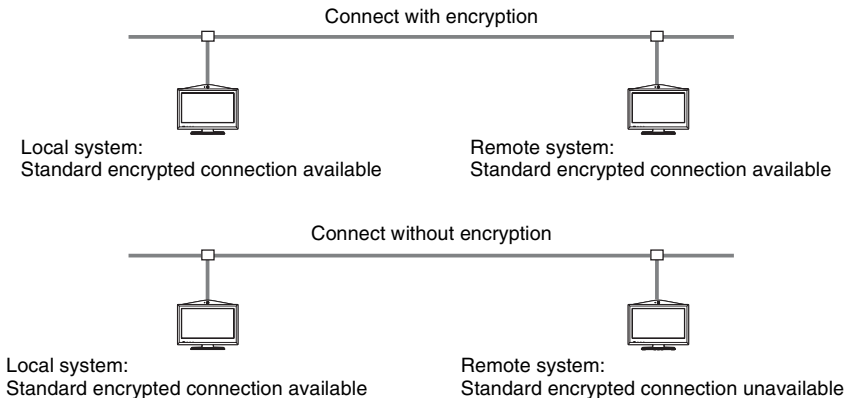 Connect with encryption
Local system:
Standard encrypted connection available
Remote system:
Standard encrypted connection available
Connect without encryption
Local system:
Standard encrypted connection available
Remote system:
Standard encrypted connection unavailable